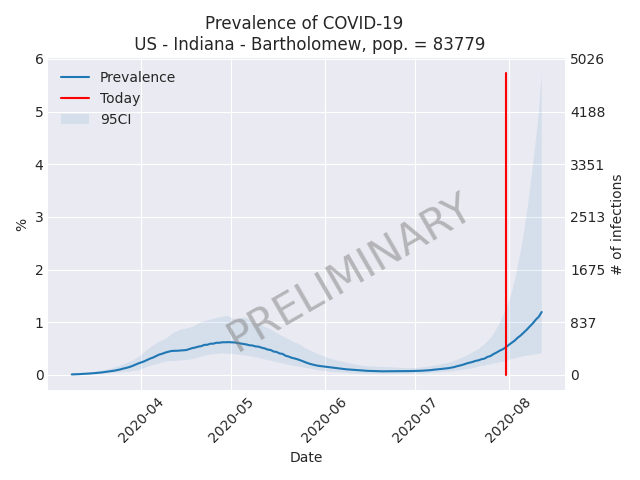 Prevalence of COVID-19
US - Indiana - Bartholomew, pop. = 83779
Prevalence
Today
95CI
6
5
4
3
2
1
0
%
5026
4188
3351
2513
1675
837
0
# of infections
PRELIMINARY
2020-04
2020-05
2020-06
2020-07
2020-08
Date